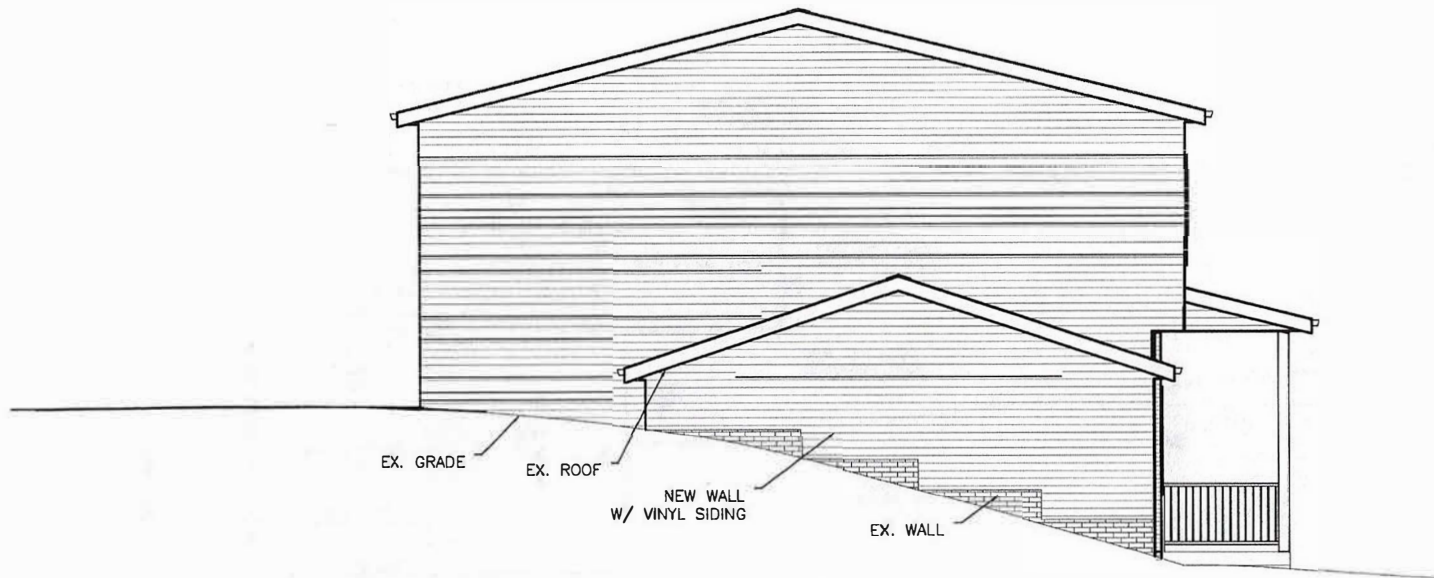 EX. GRADE
EX. ROOF
NEW WALL
W/ VINYL SIDING
EX. WALL